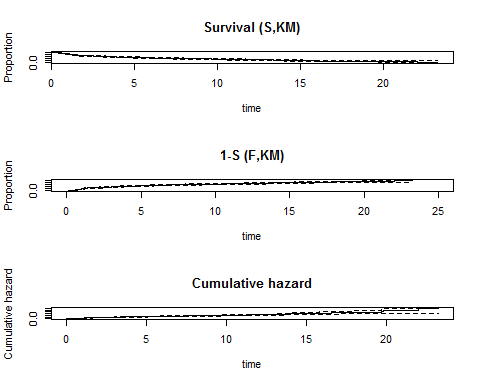 Survival (S,KM)
Proportion
0.0
0 5 10 15 20
time
1-S (F,KM)
Proportion
0.0
0 5 10 15 20 25
time
Cumulative hazard
Cumulative hazard
0.0
0 5 10 15 20
time